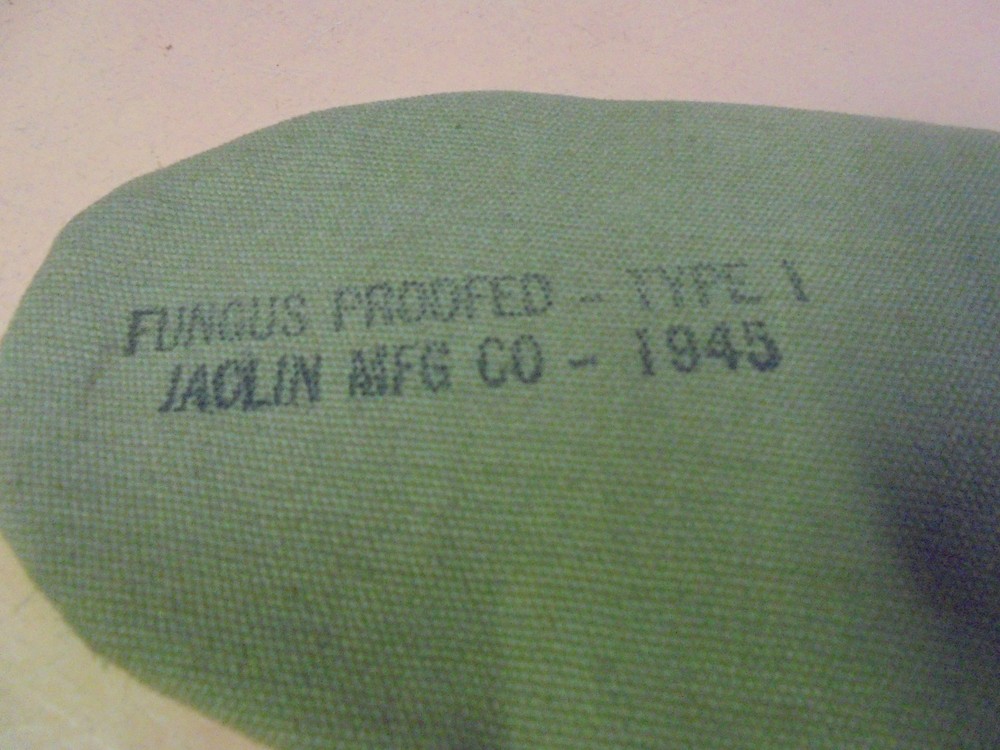 FUNGUS PROOFED - TYPE I
JAOLIN MFG CO - 1945